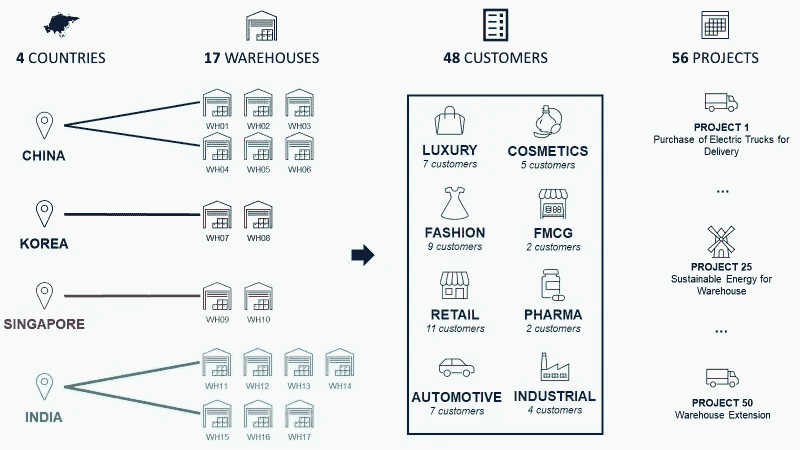 4 COUNTRIES
17 WAREHOUSES
48 CUSTOMERS
56 PROJECTS
CHINA
WH01 WH02 WH03
WH04 WH05 WH06
KOREA
WH07 WH08
SINGAPORE
WH09 WH10
INDIA
WH11 WH12 WH13 WH14
WH15 WH16 WH17
LUXURY
7 customers
COSMETICS
5 customers
FASHION
9 customers
FMCG
2 customers
RETAIL
11 customers
PHARMA
2 customers
AUTOMOTIVE
7 customers
INDUSTRIAL
4 customers
PROJECT 1
Purchase of Electric Trucks for
Delivery
...
PROJECT 25
Sustainable Energy for
Warehouse
...
PROJECT 50
Warehouse Extension